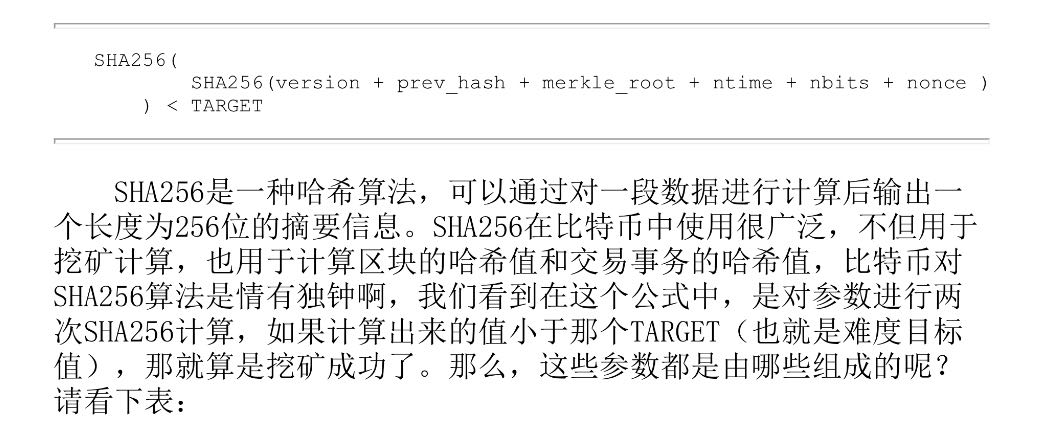 SHA256(
SHA256(version + prev_hash + merkle_root + ntime + nbits + nonce )
) < TARGET
SHA256是一种哈希算法，可以通过对一段数据进行计算后输出一
个长度为256位的摘要信息。SHA256在比特币中使用很广泛，不但用于
挖矿计算，也用于计算区块的哈希值和交易事务的哈希值，比特币对
SHA256算法是情有独钟啊，我们看到在这个公式中，是对参数进行两
次SHA256计算，如果计算出来的值小于那个TARGET（也就是难度目标
值），那就算是挖矿成功了。那么，这些参数都是由哪些组成的呢？
请看下表：